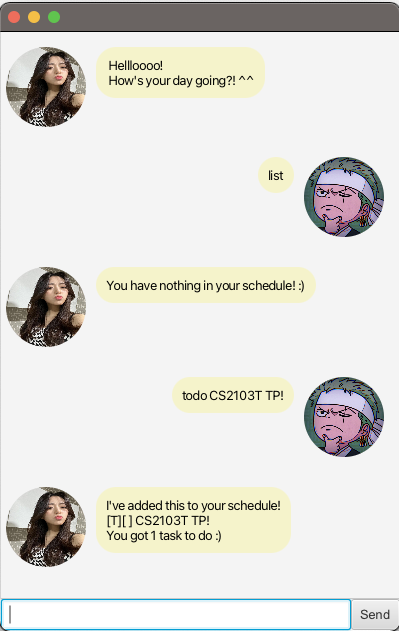 Hellloooo!
How's your day going?! ^^
list
You have nothing in your schedule! :)
todo CS2103T TP!
I've added this to your schedule!
[T][ ] CS2103T TP!
You got 1 task to do :)
Send